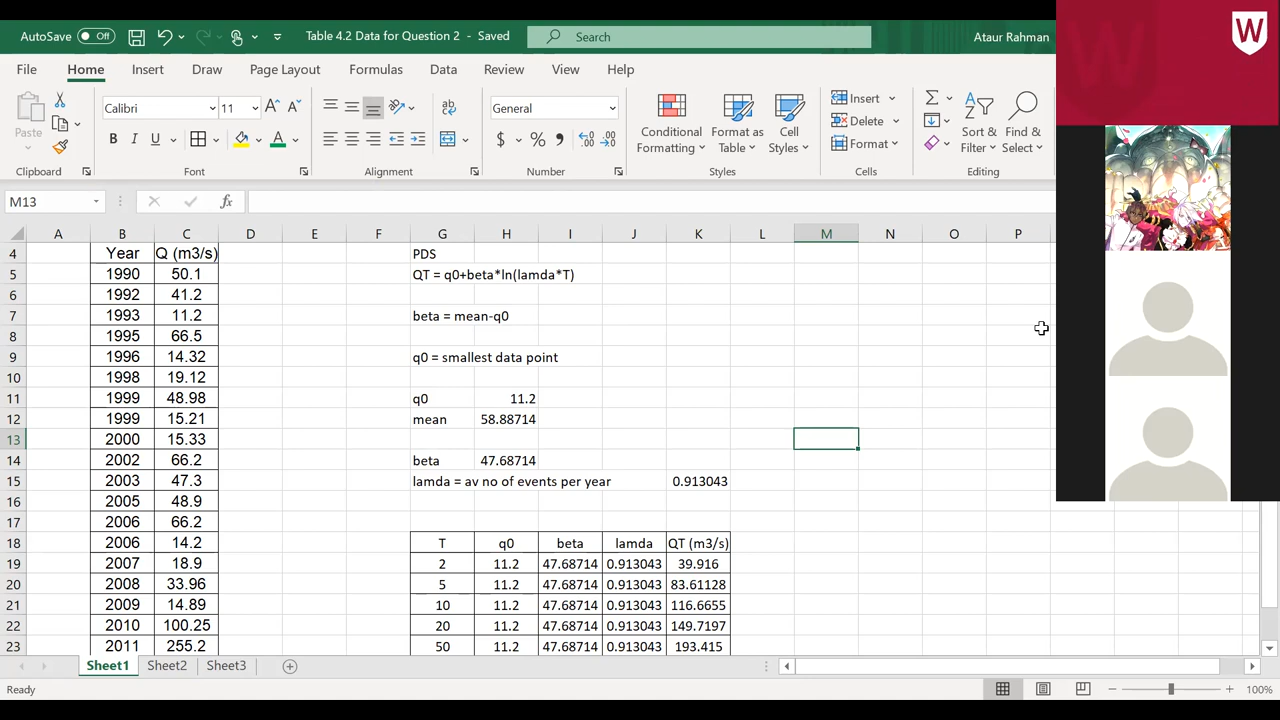 AutoSave Off Table 4.2 Data for Question 2 - Saved Search Ataur Rahman W
File Home Insert Draw Page Layout Formulas Data Review View Help
Paste Calibri 11 General Conditional Formatting Format as Table Cell Styles Insert Delete Format Sort & Filter Find & Select
Clipboard Font Alignment Number Styles Cells Editing
M13 fx
A B C D E F G H I J K L M N O P
4 Year Q (m3/s) PDS
5 1990 50.1 QT = q0+beta*ln(lamda*T)
6 1992 41.2
7 1993 11.2 beta = mean-q0
8 1995 66.5
9 1996 14.32 q0 = smallest data point
10 1998 19.12
11 1999 48.98 q0 11.2
12 1999 15.21 mean 58.88714
13 2000 15.33
14 2002 66.2 beta 47.68714
15 2003 47.3 lamda = av no of events per year 0.913043
16 2005 48.9
17 2006 66.2
18 2006 14.2 T q0 beta lamda QT (m3/s)
19 2007 18.9 2 11.2 47.68714 0.913043 39.916
20 2008 33.96 5 11.2 47.68714 0.913043 83.61128
21 2009 14.89 10 11.2 47.68714 0.913043 116.6655
22 2010 100.25 20 11.2 47.68714 0.913043 149.7197
23 2011 255.2 50 11.2 47.68714 0.913043 193.415
Sheet1 Sheet2 Sheet3
Ready 100%